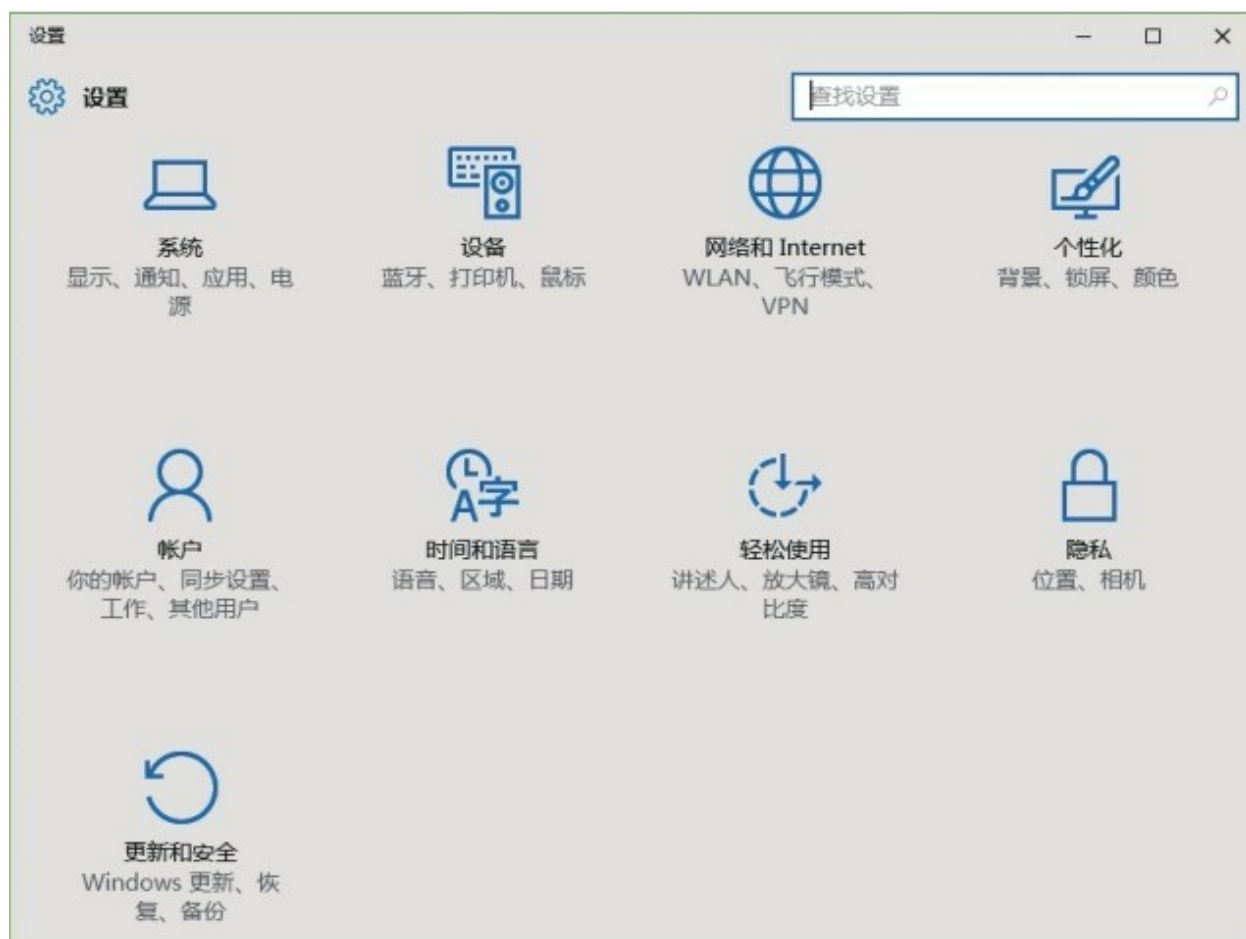 设置
设置
查找设置
系统
显示、通知、应用、电
源
设备
蓝牙、打印机、鼠标
网络和 Internet
WLAN、飞行模式、
VPN
个性化
背景、锁屏、颜色
帐户
你的帐户、同步设置、
工作、其他用户
时间和语言
语音、区域、日期
轻松使用
讲述人、放大镜、高对
比度
隐私
位置、相机
更新和安全
Windows 更新、恢
复、备份